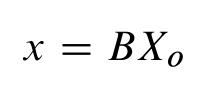 x = BX_o